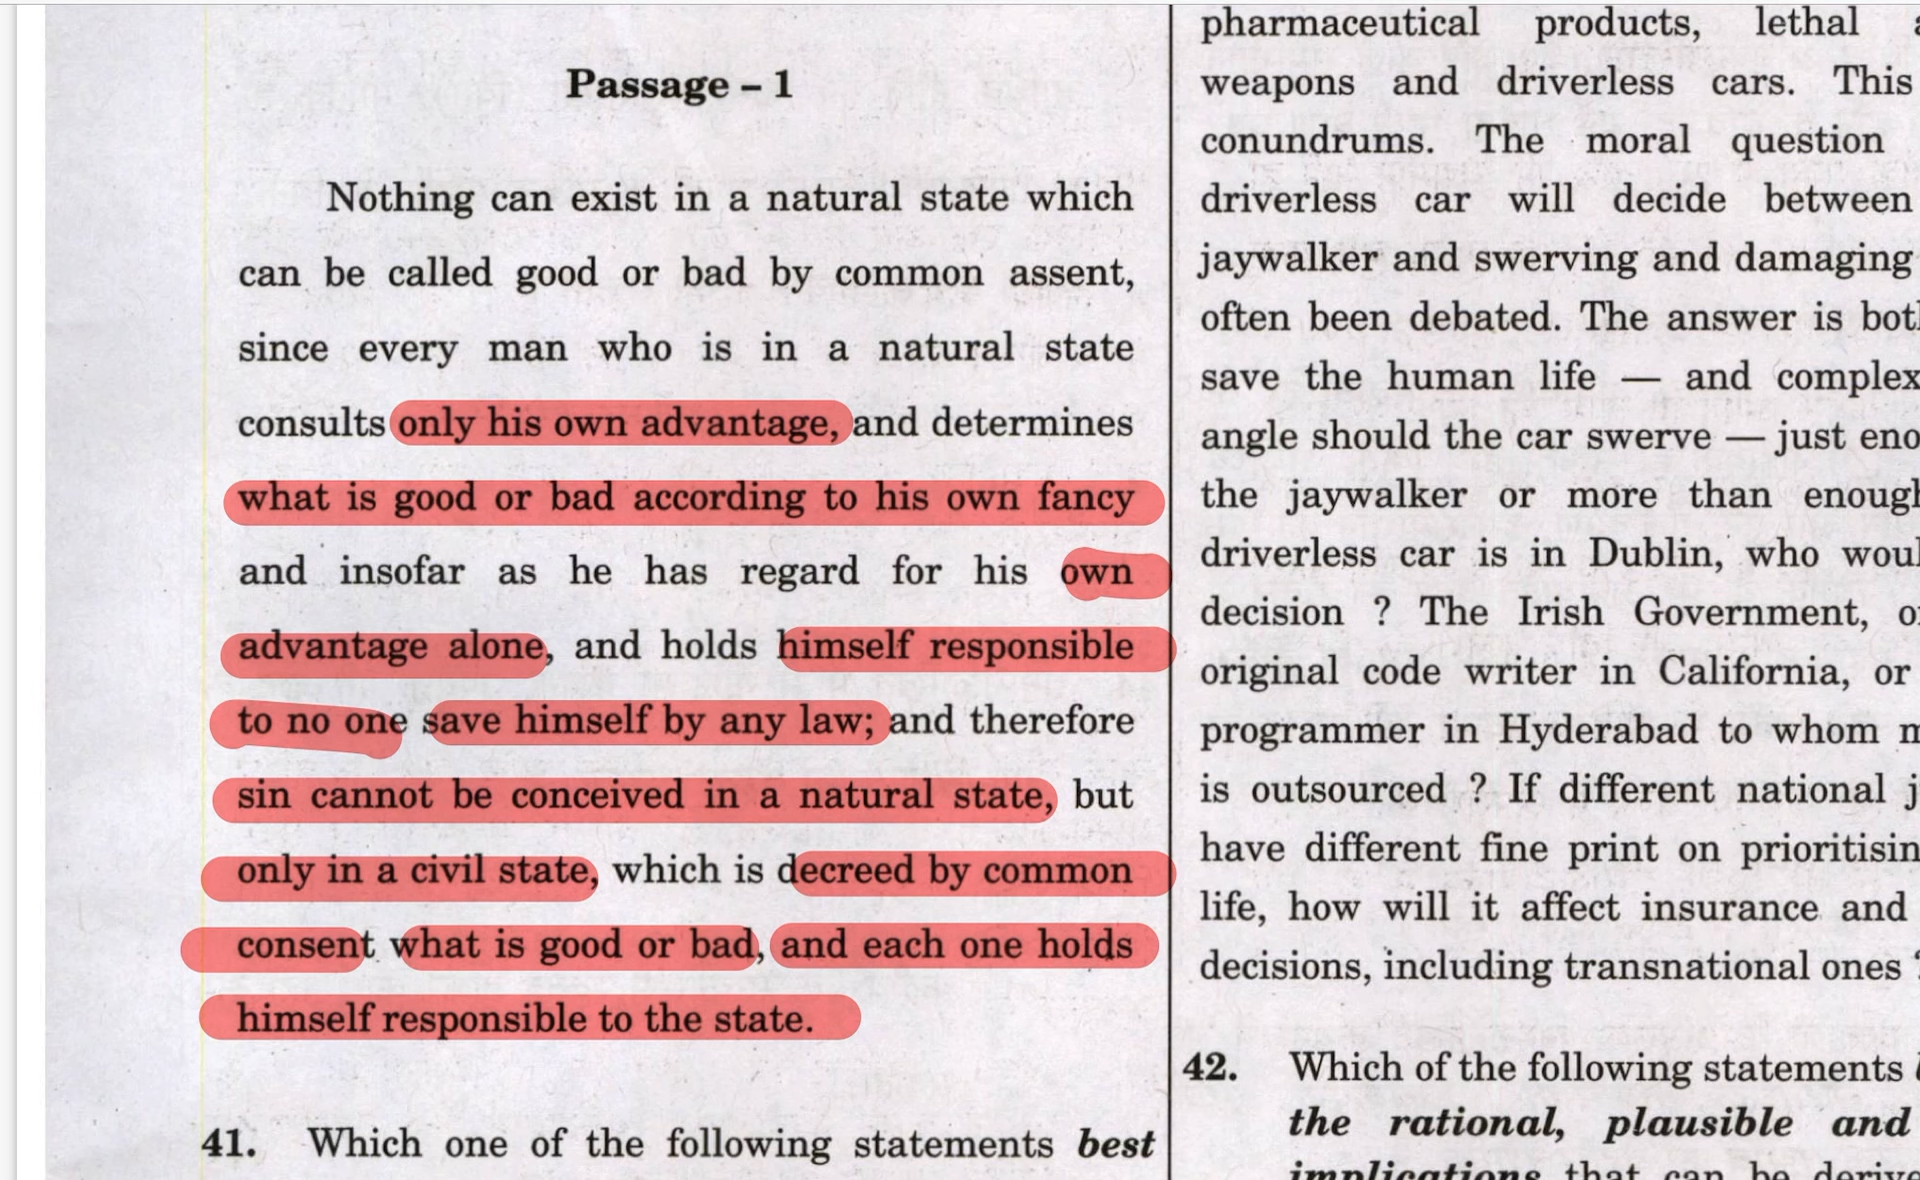 Passage – 1
Nothing can exist in a natural state which
can be called good or bad by common assent,
since every man who is in a natural state
consults only his own advantage, and determines
what is good or bad according to his own fancy
and insofar as he has regard for his own
advantage alone, and holds himself responsible
to no one save himself by any law; and therefore
sin cannot be conceived in a natural state, but
only in a civil state, which is decreed by common
consent what is good or bad, and each one holds
himself responsible to the state.
41. Which one of the following statements best
pharmaceutical products, lethal
weapons and driverless cars. This
conundrums. The moral question
driverless car will decide between
jaywalker and swerving and damaging
often been debated. The answer is
save the human life — and complex
angle should the car swerve — just
the jaywalker or more than
driverless car is in Dublin, who
decision ? The Irish Government,
original code writer in California, or
programmer in Hyderabad to whom
is outsourced ? If different national
have different fine print on
life, how will it affect insurance and
decisions, including transnational ones ?
42. Which of the following statements
the rational, plausible and
implications that can be